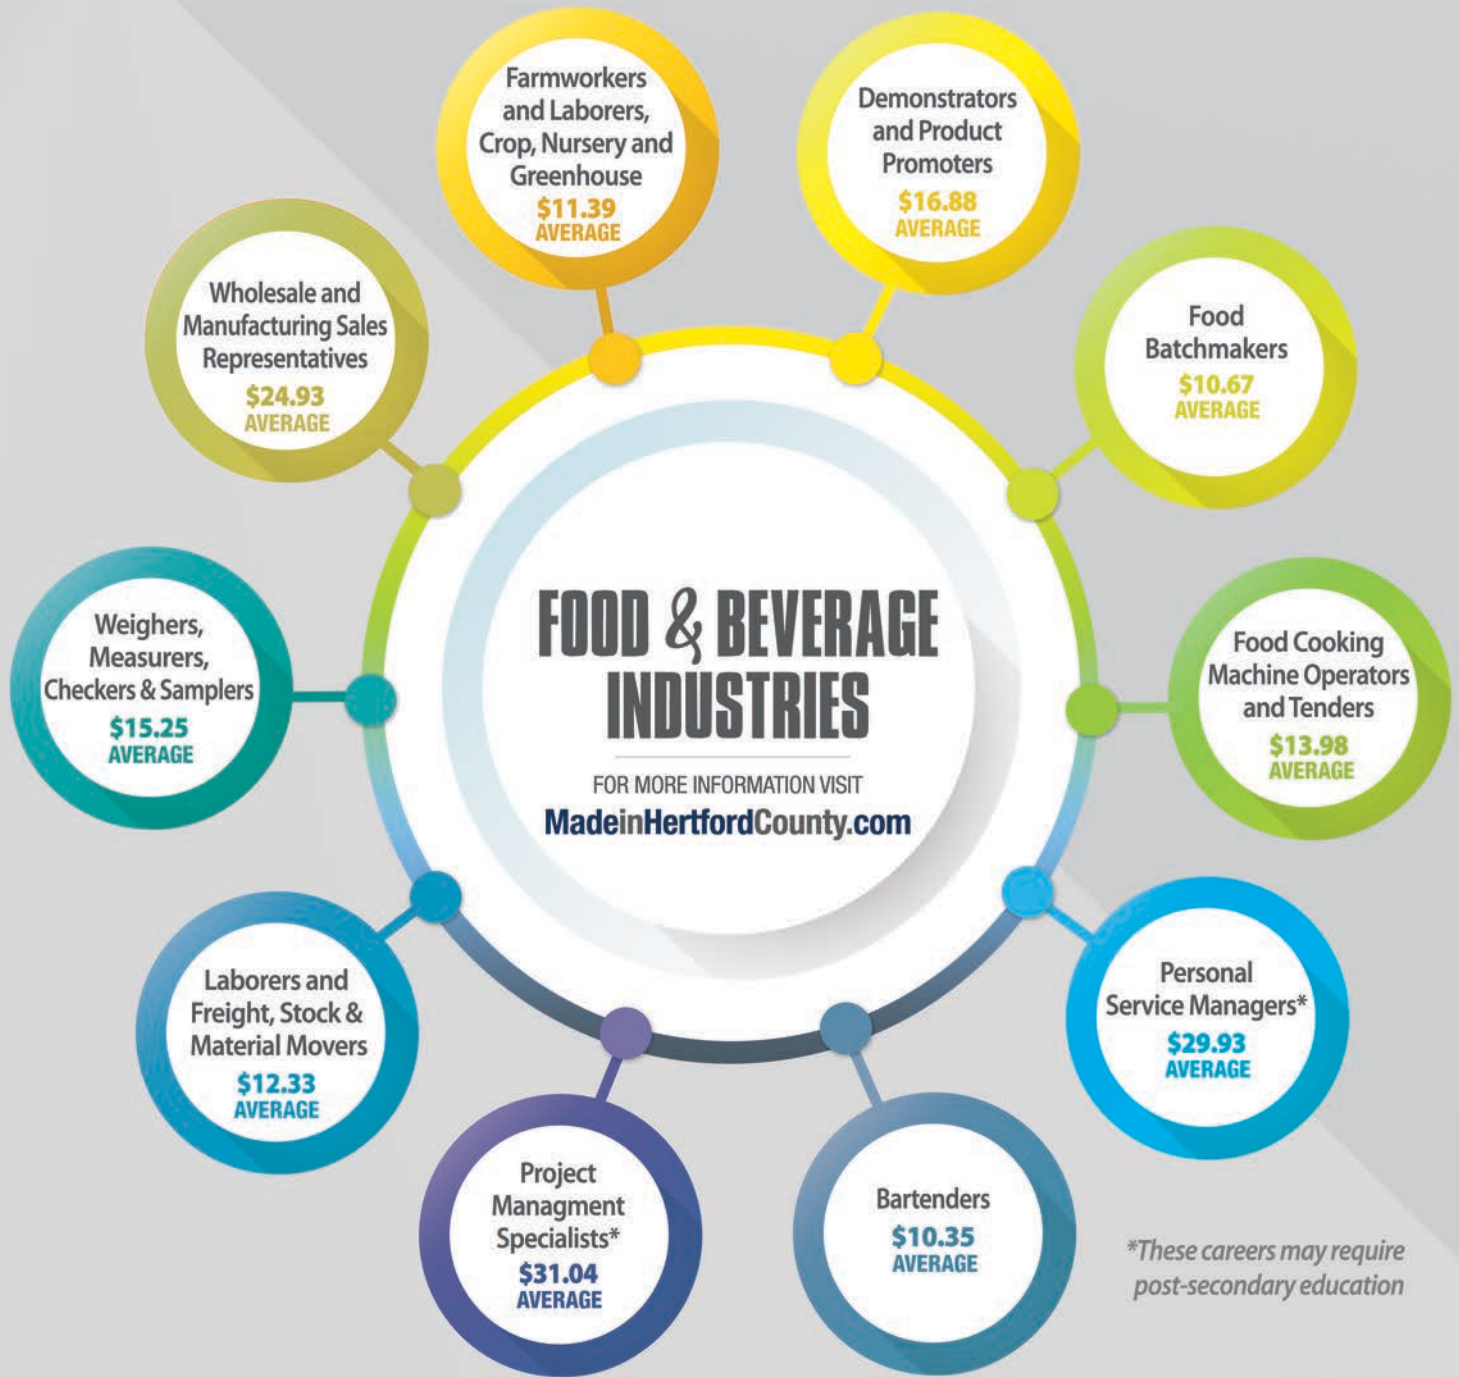 Farmworkers
and Laborers,
Crop, Nursery and
Greenhouse
$11.39
AVERAGE
Demonstrators
and Product
Promoters
$16.88
AVERAGE
Food
Batchmakers
$10.67
AVERAGE
Food Cooking
Machine Operators
and Tenders
$13.98
AVERAGE
Personal
Service Managers*
$29.93
AVERAGE
Bartenders
$10.35
AVERAGE
Project
Managment
Specialists*
$31.04
AVERAGE
Laborers and
Freight, Stock &
Material Movers
$12.33
AVERAGE
Weighers,
Measurers,
Checkers & Samplers
$15.25
AVERAGE
Wholesale and
Manufacturing Sales
Representatives
$24.93
AVERAGE
FOOD & BEVERAGE
INDUSTRIES
FOR MORE INFORMATION VISIT
MadeinHertfordCounty.com
*These careers may require
post-secondary education